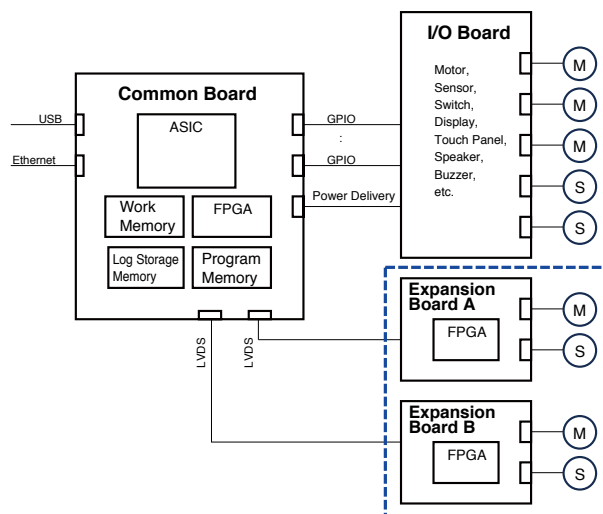 I/O Board
Motor,
Sensor,
Switch,
Display,
Touch Panel,
Speaker,
Buzzer,
etc.
M
M
M
S
S
Common Board
ASIC
USB
Ethernet
GPIO
:
GPIO
Power Delivery
Work
Memory
FPGA
Log Storage
Memory
Program
Memory
LVDS
LVDS
Expansion
Board A
FPGA
M
S
Expansion
Board B
FPGA
M
S